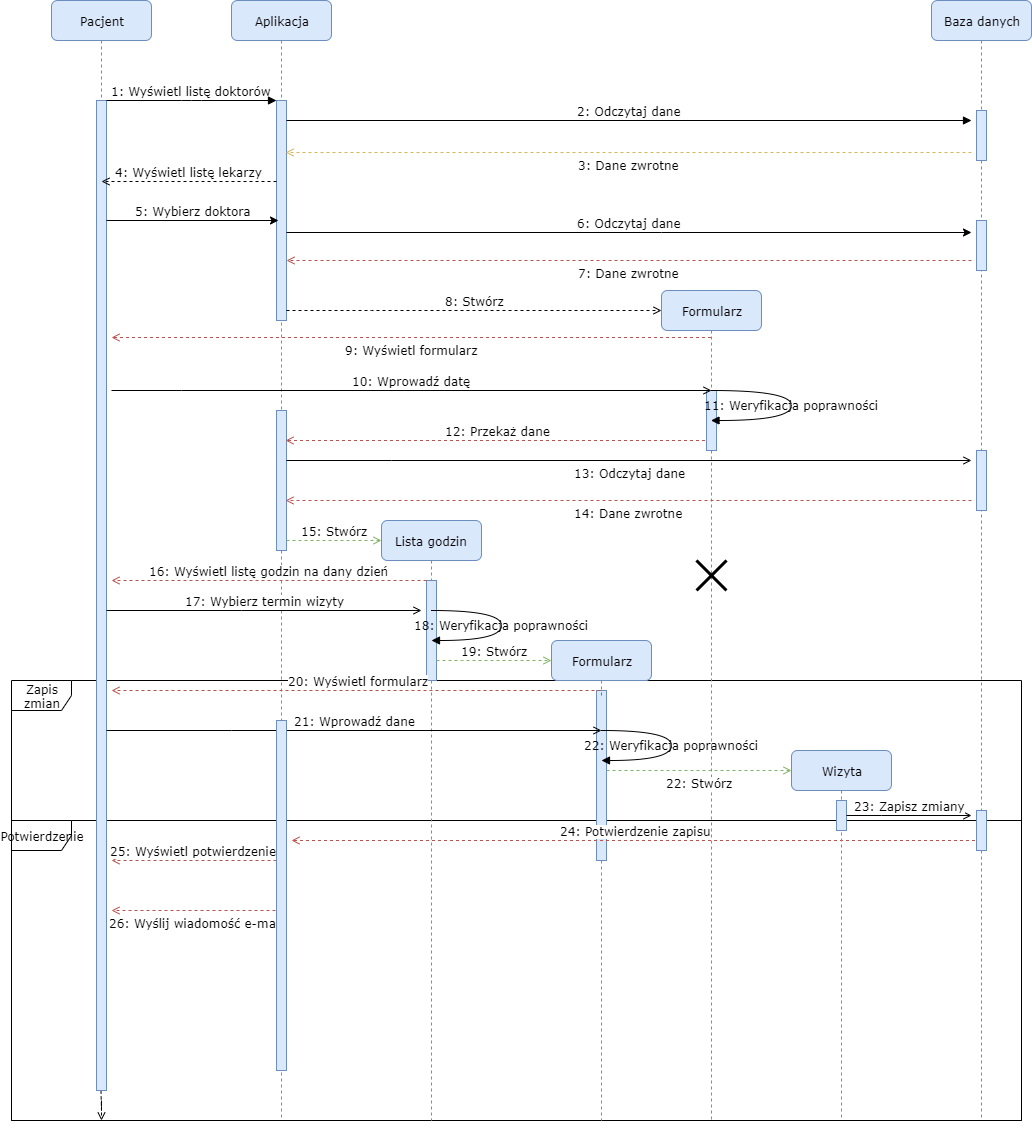 Pacjent
Aplikacja
Baza danych
1: Wyświetl listę doktorów
2: Odczytaj dane
3: Dane zwrotne
4: Wyświetl listę lekarzy
5: Wybierz doktora
6: Odczytaj dane
7: Dane zwrotne
8: Stwórz
Formularz
9: Wyświetl formularz
10: Wprowadź datę
11: Weryfikacja poprawności
12: Przekaż dane
13: Odczytaj dane
14: Dane zwrotne
15: Stwórz
Lista godzin
16: Wyświetl listę godzin na dany dzień
17: Wybierz termin wizyty
18: Weryfikacja poprawności
19: Stwórz
Formularz
20: Wyświetl formularz
Zapis
zmian
21: Wprowadź dane
22: Weryfikacja poprawności
22: Stwórz
Wizyta
23: Zapisz zmiany
24: Potwierdzenie zapisu
Potwierdzenie
25: Wyświetl potwierdzenie
26: Wyślij wiadomość e-ma